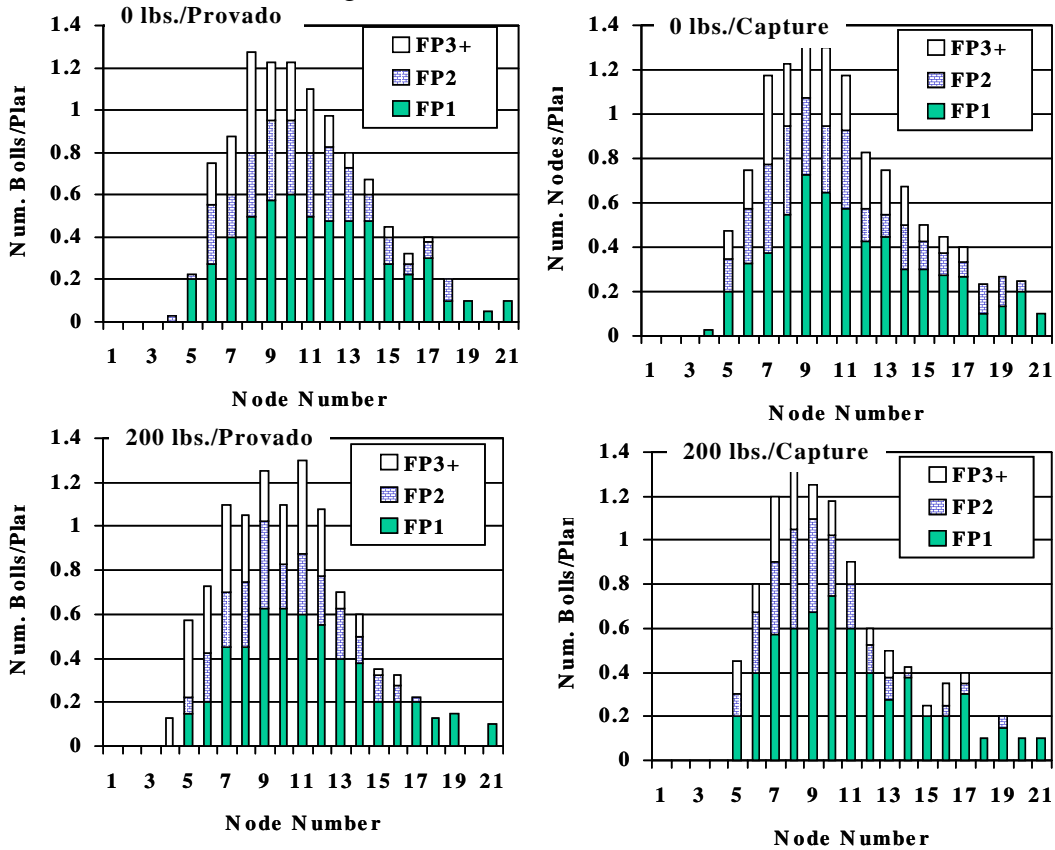 0 lbs./Provado
1.4
1.2
1
0.8
0.6
0.4
0.2
0
Num. Bolls/Plan
FP3+
FP2
FP1
1 3 5 7 9 11 13 15 17 19 21
Node Number
0 lbs./Capture
1.4
1.2
1
0.8
0.6
0.4
0.2
0
Num. Nodes/Plan
FP3+
FP2
FP1
1 3 5 7 9 11 13 15 17 19 21
Node Number
200 lbs./Provado
1.4
1.2
1
0.8
0.6
0.4
0.2
0
Num. Bolls/Plan
FP3+
FP2
FP1
1 3 5 7 9 11 13 15 17 19 21
Node Number
200 lbs./Capture
1.4
1.2
1
0.8
0.6
0.4
0.2
0
Num. Bolls/Plan
FP3+
FP2
FP1
1 3 5 7 9 11 13 15 17 19 21
Node Number